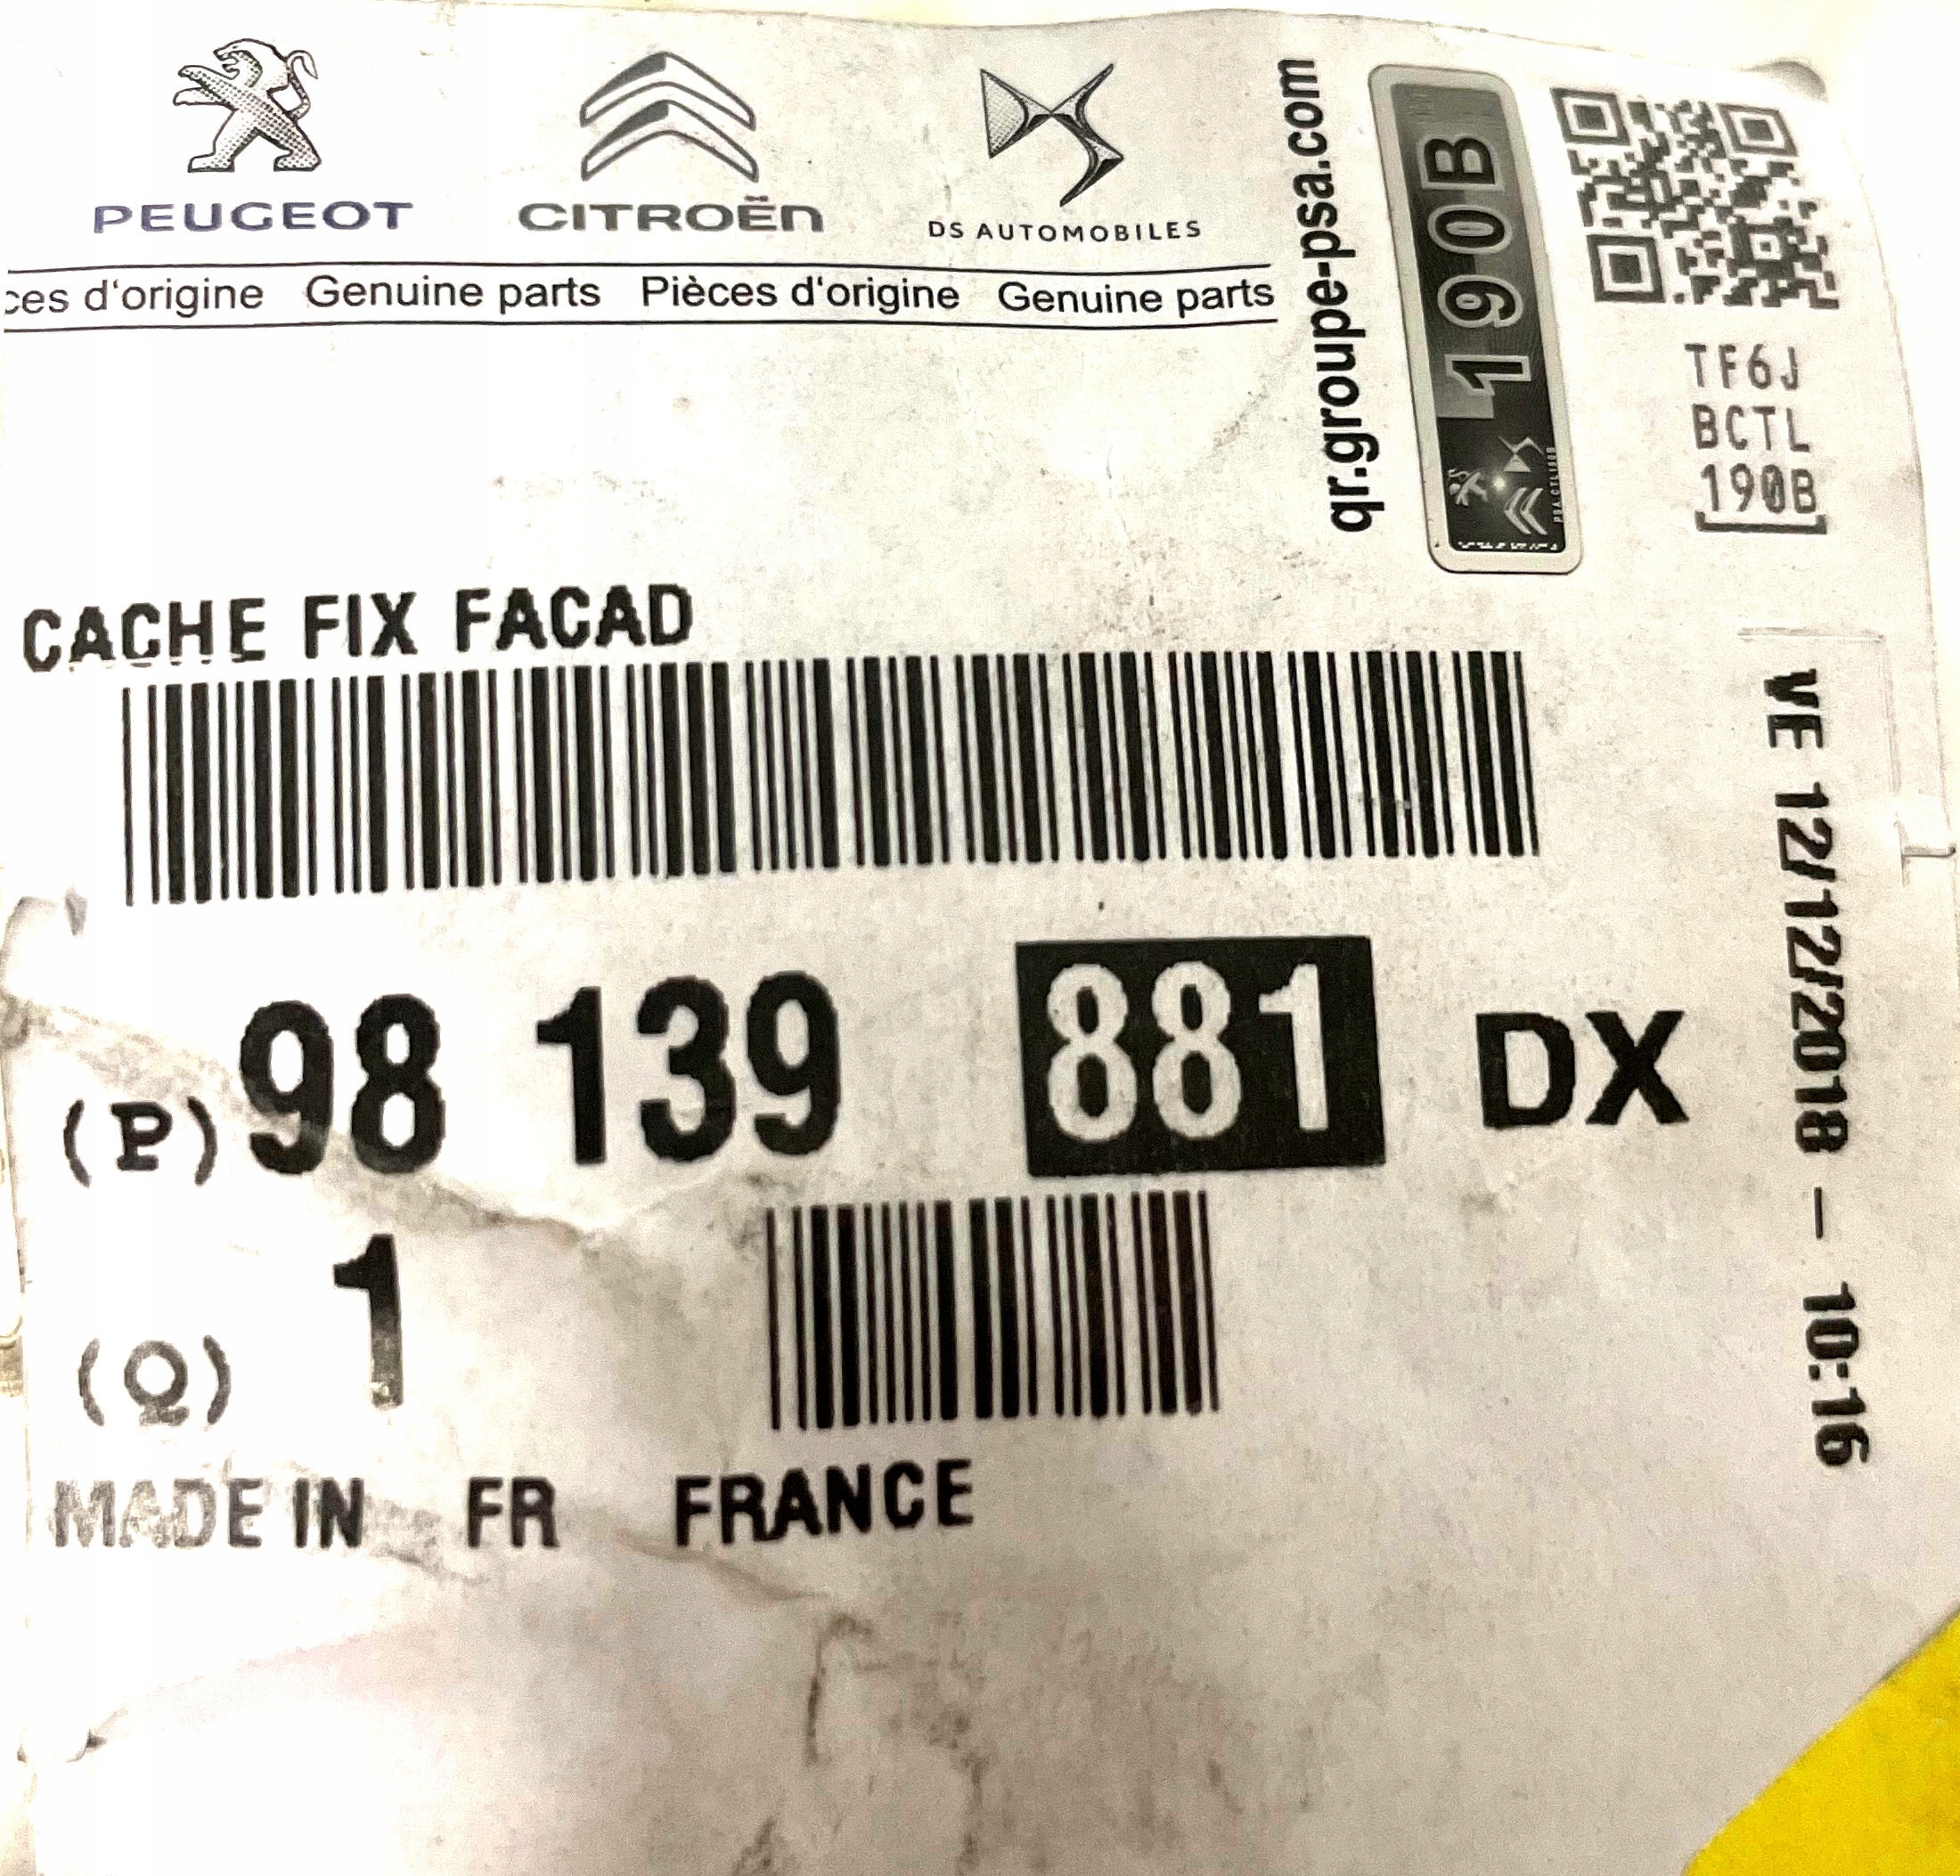 PEUGEOT
CITROËN
DS AUTOMOBILES
ces d'origine Genuine parts Pièces d'origine Genuine parts
qr.groupe-psa.com
190B
TF6J
BCTL
190B
CACHE FIX FACAD
(P) 98 139 881 DX
(Q) 1
MADE IN FR FRANCE
VE 12/12/2018 - 10:16